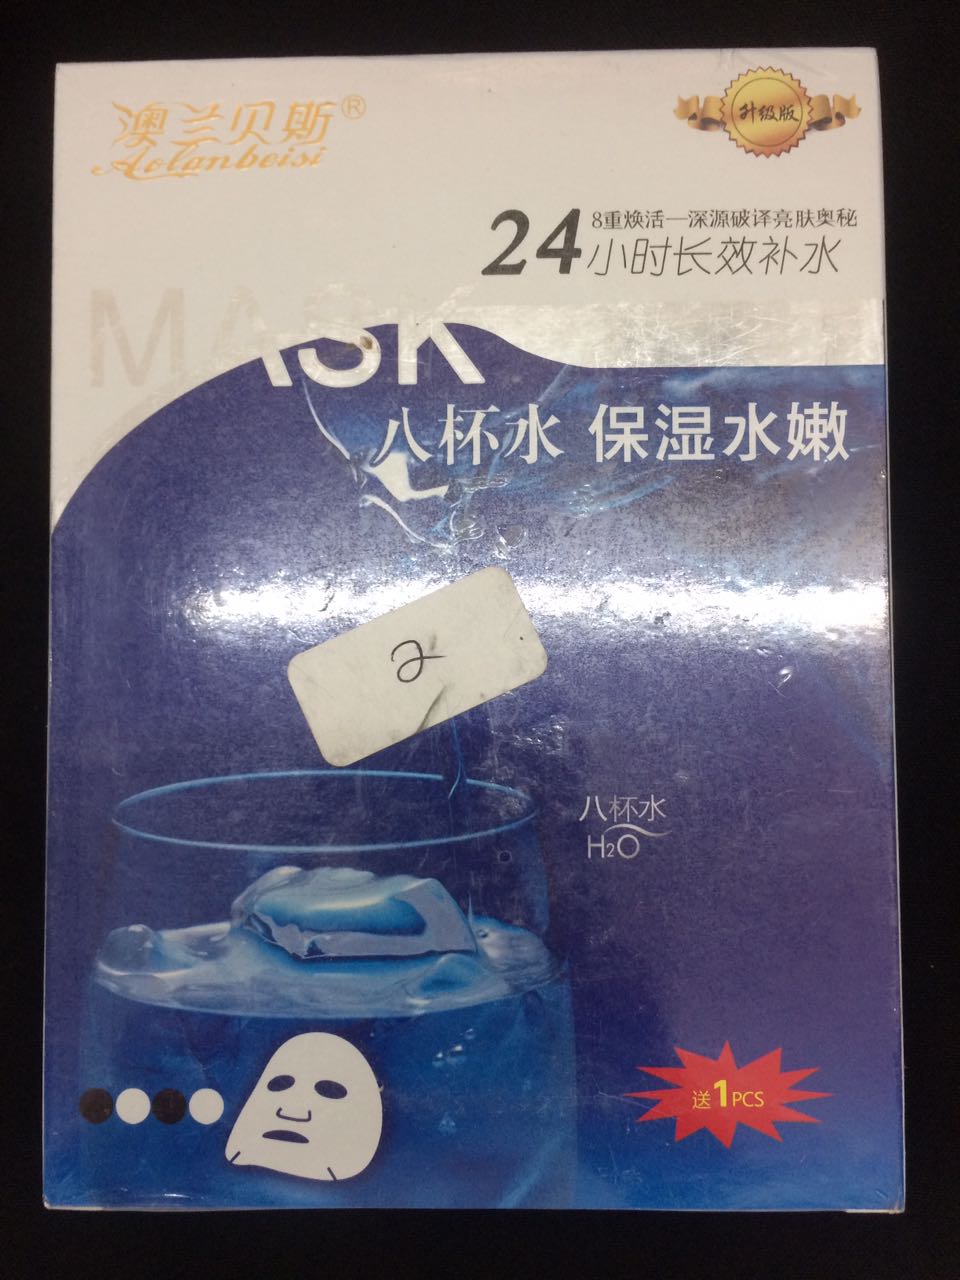 澳兰贝斯®
Aolanbeisi
升级版
8重焕活—深源破译亮肤奥秘
24小时长效补水
MASK
八杯水 保湿水嫩
2
八杯水
H2O
送1PCS